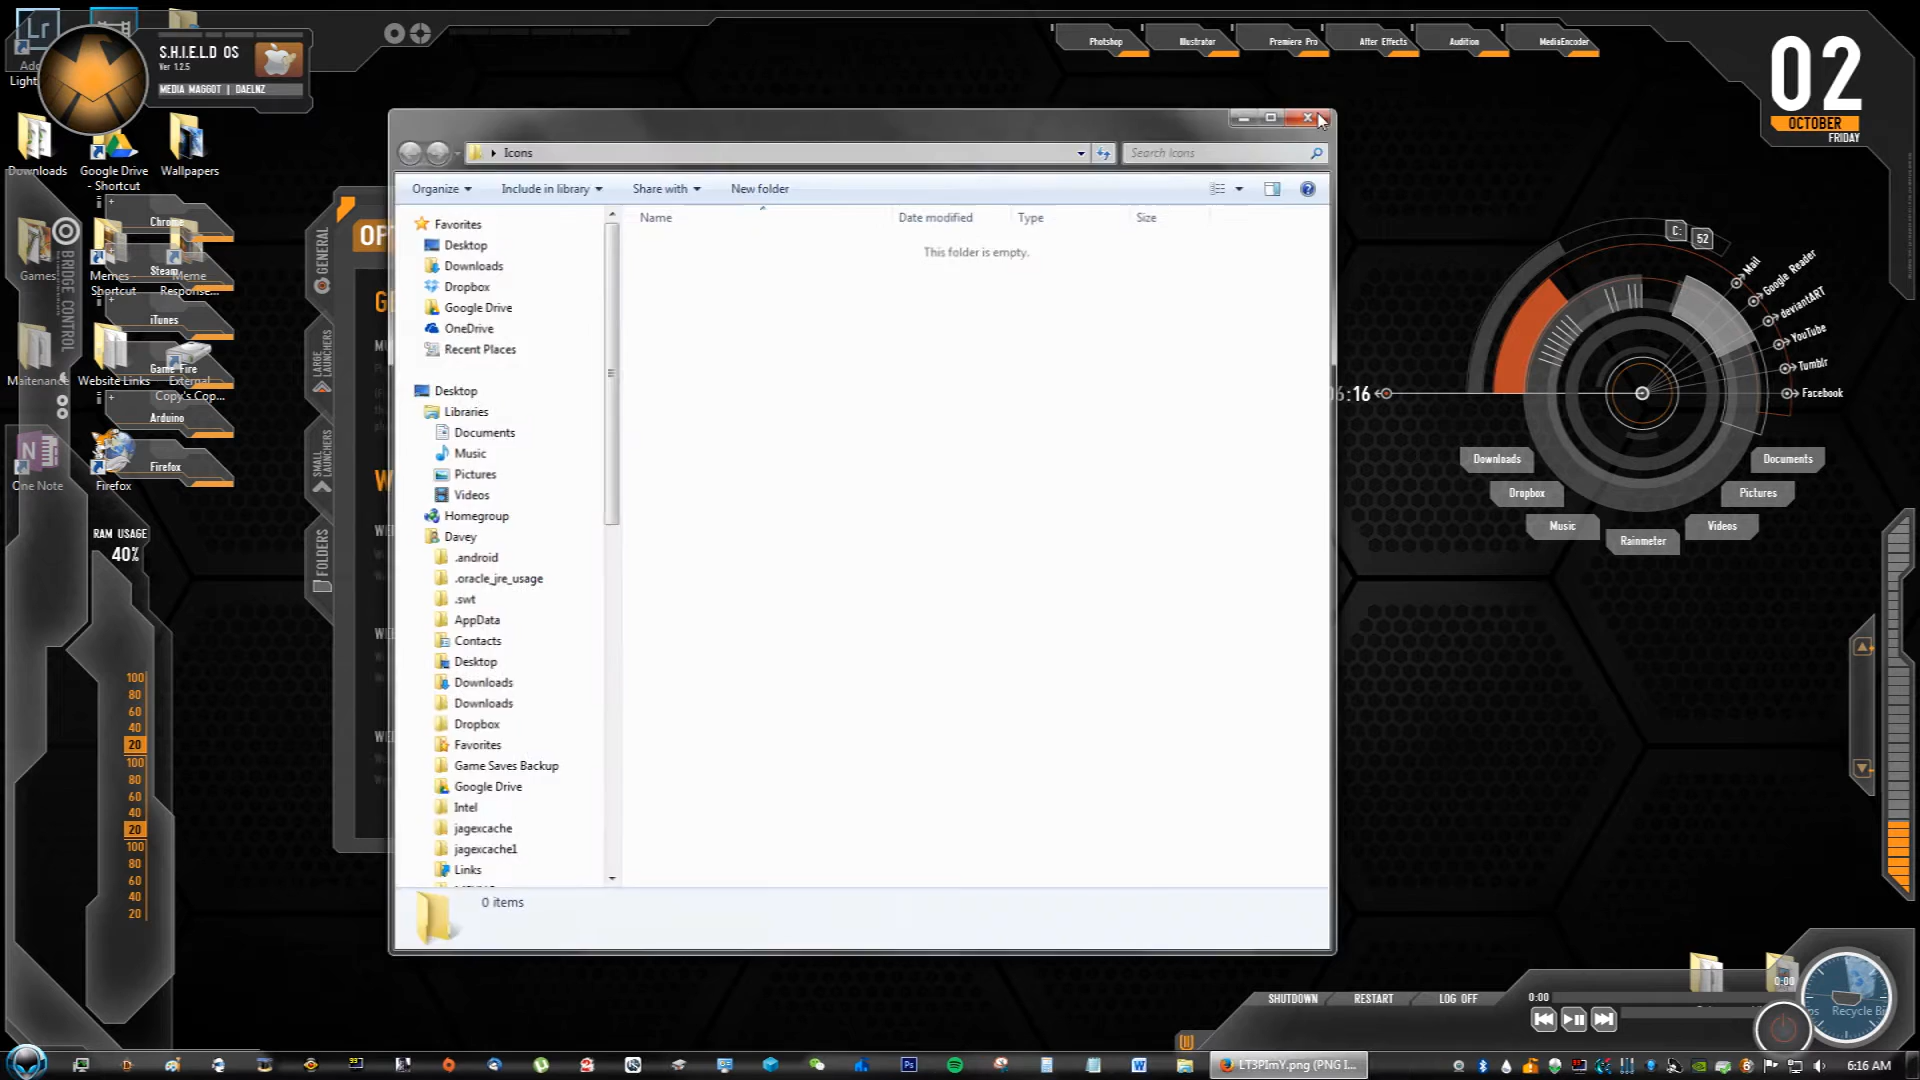 Lr
S.H.I.E.L.D OS
Ver 1.2.5
MEDIA MAGGOT | DAELNZ
Photshop
Illustrator
Premiere Pro
After Effects
Audition
MediaEncoder
02
OCTOBER
FRIDAY
Downloads
Google Drive
- Shortcut
Wallpapers
Games
Memes -
Shortcut
Meme
Response...
Maitenance
Website Links
External
Copy's Cop...
One Note
Firefox
BRIDGE CONTROL
Chrome
Steam
iTunes
Game Fire
Arduino
Firefox
RAM USAGE
40%
100
80
60
40
20
100
80
60
40
20
100
80
60
40
20
GENERAL
LARGE
LAUNCHERS
SMALL
LAUNCHERS
FOLDERS
Icons
Search Icons
Organize
Include in library
Share with
New folder
Name
Date modified
Type
Size
This folder is empty.
Favorites
Desktop
Downloads
Dropbox
Google Drive
OneDrive
Recent Places
Desktop
Libraries
Documents
Music
Pictures
Videos
Homegroup
Davey
.android
.oracle_jre_usage
.swt
AppData
Contacts
Desktop
Downloads
Downloads
Dropbox
Favorites
Game Saves Backup
Google Drive
Intel
jagexcache
jagexcache1
Links
0 items
C:
52
Mail
Google Reader
deviantART
YouTube
Tumblr
Facebook
06:16
Downloads
Dropbox
Music
Rainmeter
Videos
Pictures
Documents
SHUTDOWN
RESTART
LOG OFF
0:00
0:00
LT3PImY.png (PNG I...
6:16 AM